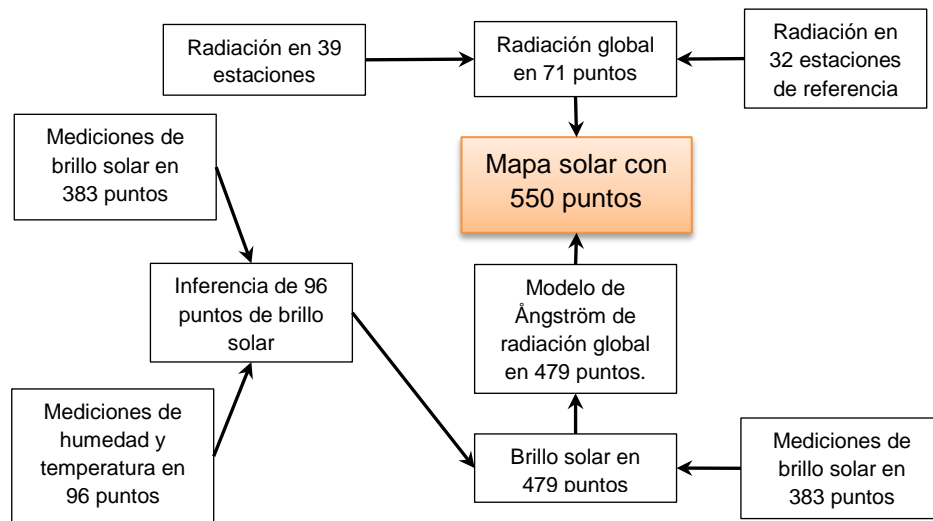 Radiación en 39
estaciones
Radiación global
en 71 puntos
Radiación en
32 estaciones
de referencia
Mediciones de
brillo solar en
383 puntos
Mapa solar con
550 puntos
Inferencia de 96
puntos de brillo
solar
Modelo de
Ångström de
radiación global
en 479 puntos.
Mediciones de
humedad y
temperatura en
96 puntos
Brillo solar en
479 puntos
Mediciones de
brillo solar en
383 puntos